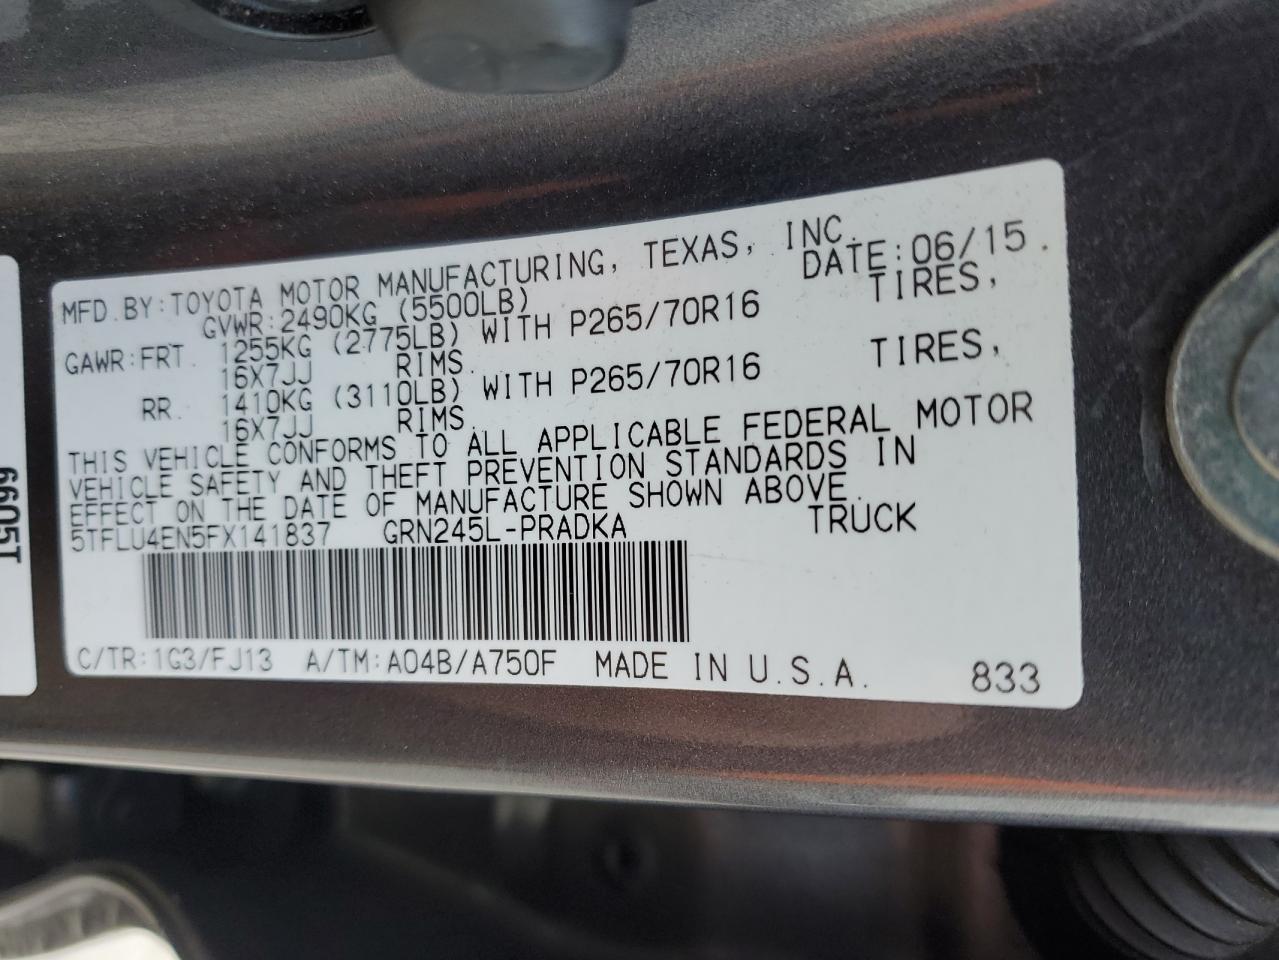 MFD. BY: TOYOTA MOTOR MANUFACTURING, TEXAS, INC.
GVWR: 2490KG (5500LB) DATE: 06/15.
GAWR: FRT. 1255KG (2775LB) WITH P265/70R16 TIRES,
16X7JJ RIMS.
RR. 1410KG (3110LB) WITH P265/70R16 TIRES,
16X7JJ RIMS.
THIS VEHICLE CONFORMS TO ALL APPLICABLE FEDERAL MOTOR
VEHICLE SAFETY AND THEFT PREVENTION STANDARDS IN
EFFECT ON THE DATE OF MANUFACTURE SHOWN ABOVE.
5TFLU4EN5FX141837 GRN245L-PRADKA TRUCK
C/TR: 1G3/FJ13 A/TM: A04B/A750F MADE IN U.S.A. 833